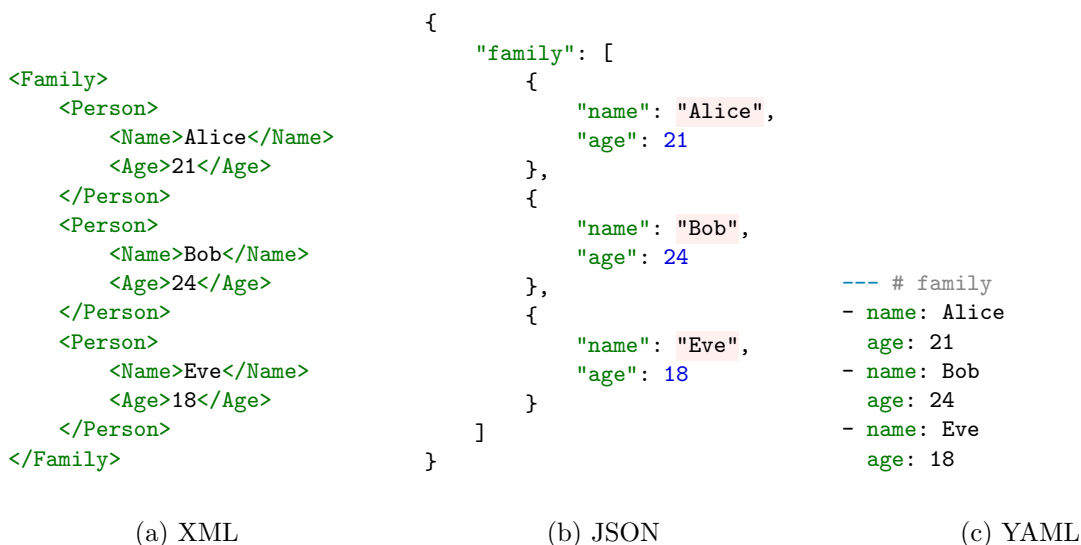 <Family>
    <Person>
        <Name>Alice</Name>
        <Age>21</Age>
    </Person>
    <Person>
        <Name>Bob</Name>
        <Age>24</Age>
    </Person>
    <Person>
        <Name>Eve</Name>
        <Age>18</Age>
    </Person>
</Family>
(a) XML
{
    "family": [
        {
            "name": "Alice",
            "age": 21
        },
        {
            "name": "Bob",
            "age": 24
        },
        {
            "name": "Eve",
            "age": 18
        }
    ]
}
(b) JSON
--- # family
- name: Alice
  age: 21
- name: Bob
  age: 24
- name: Eve
  age: 18
(c) YAML